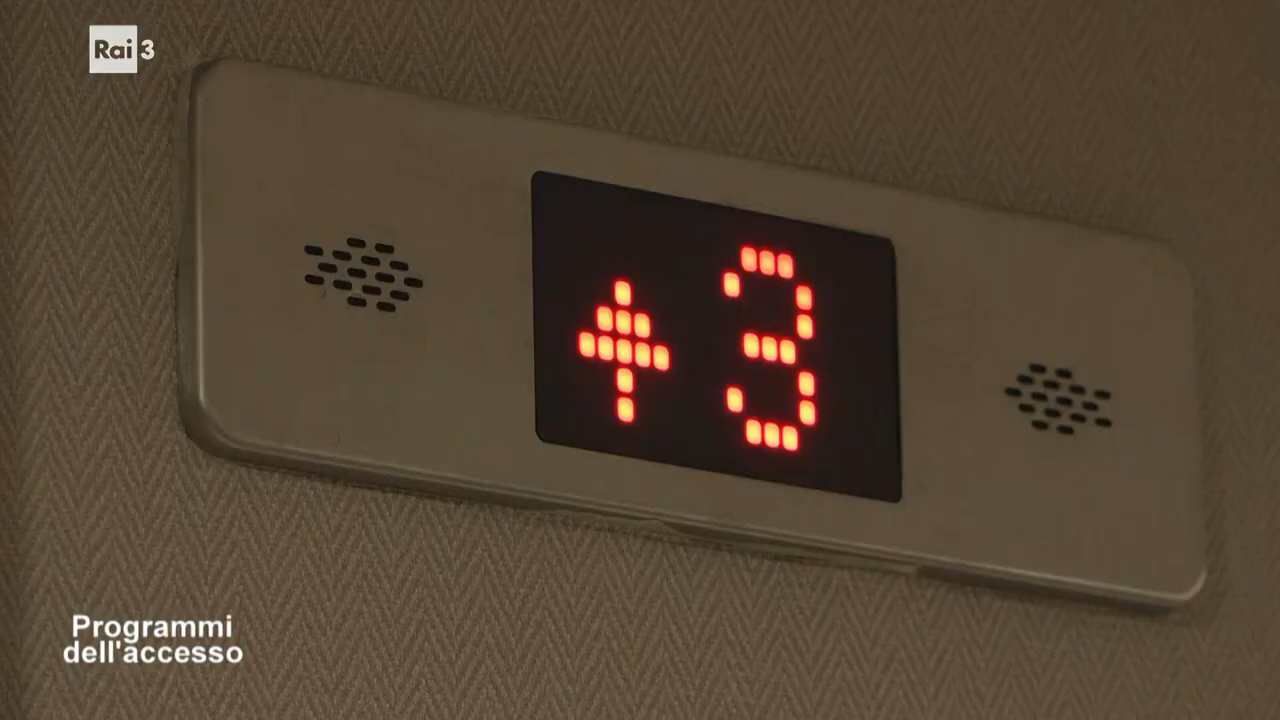 Rai 3
↑ 3
Programmi
dell'accesso